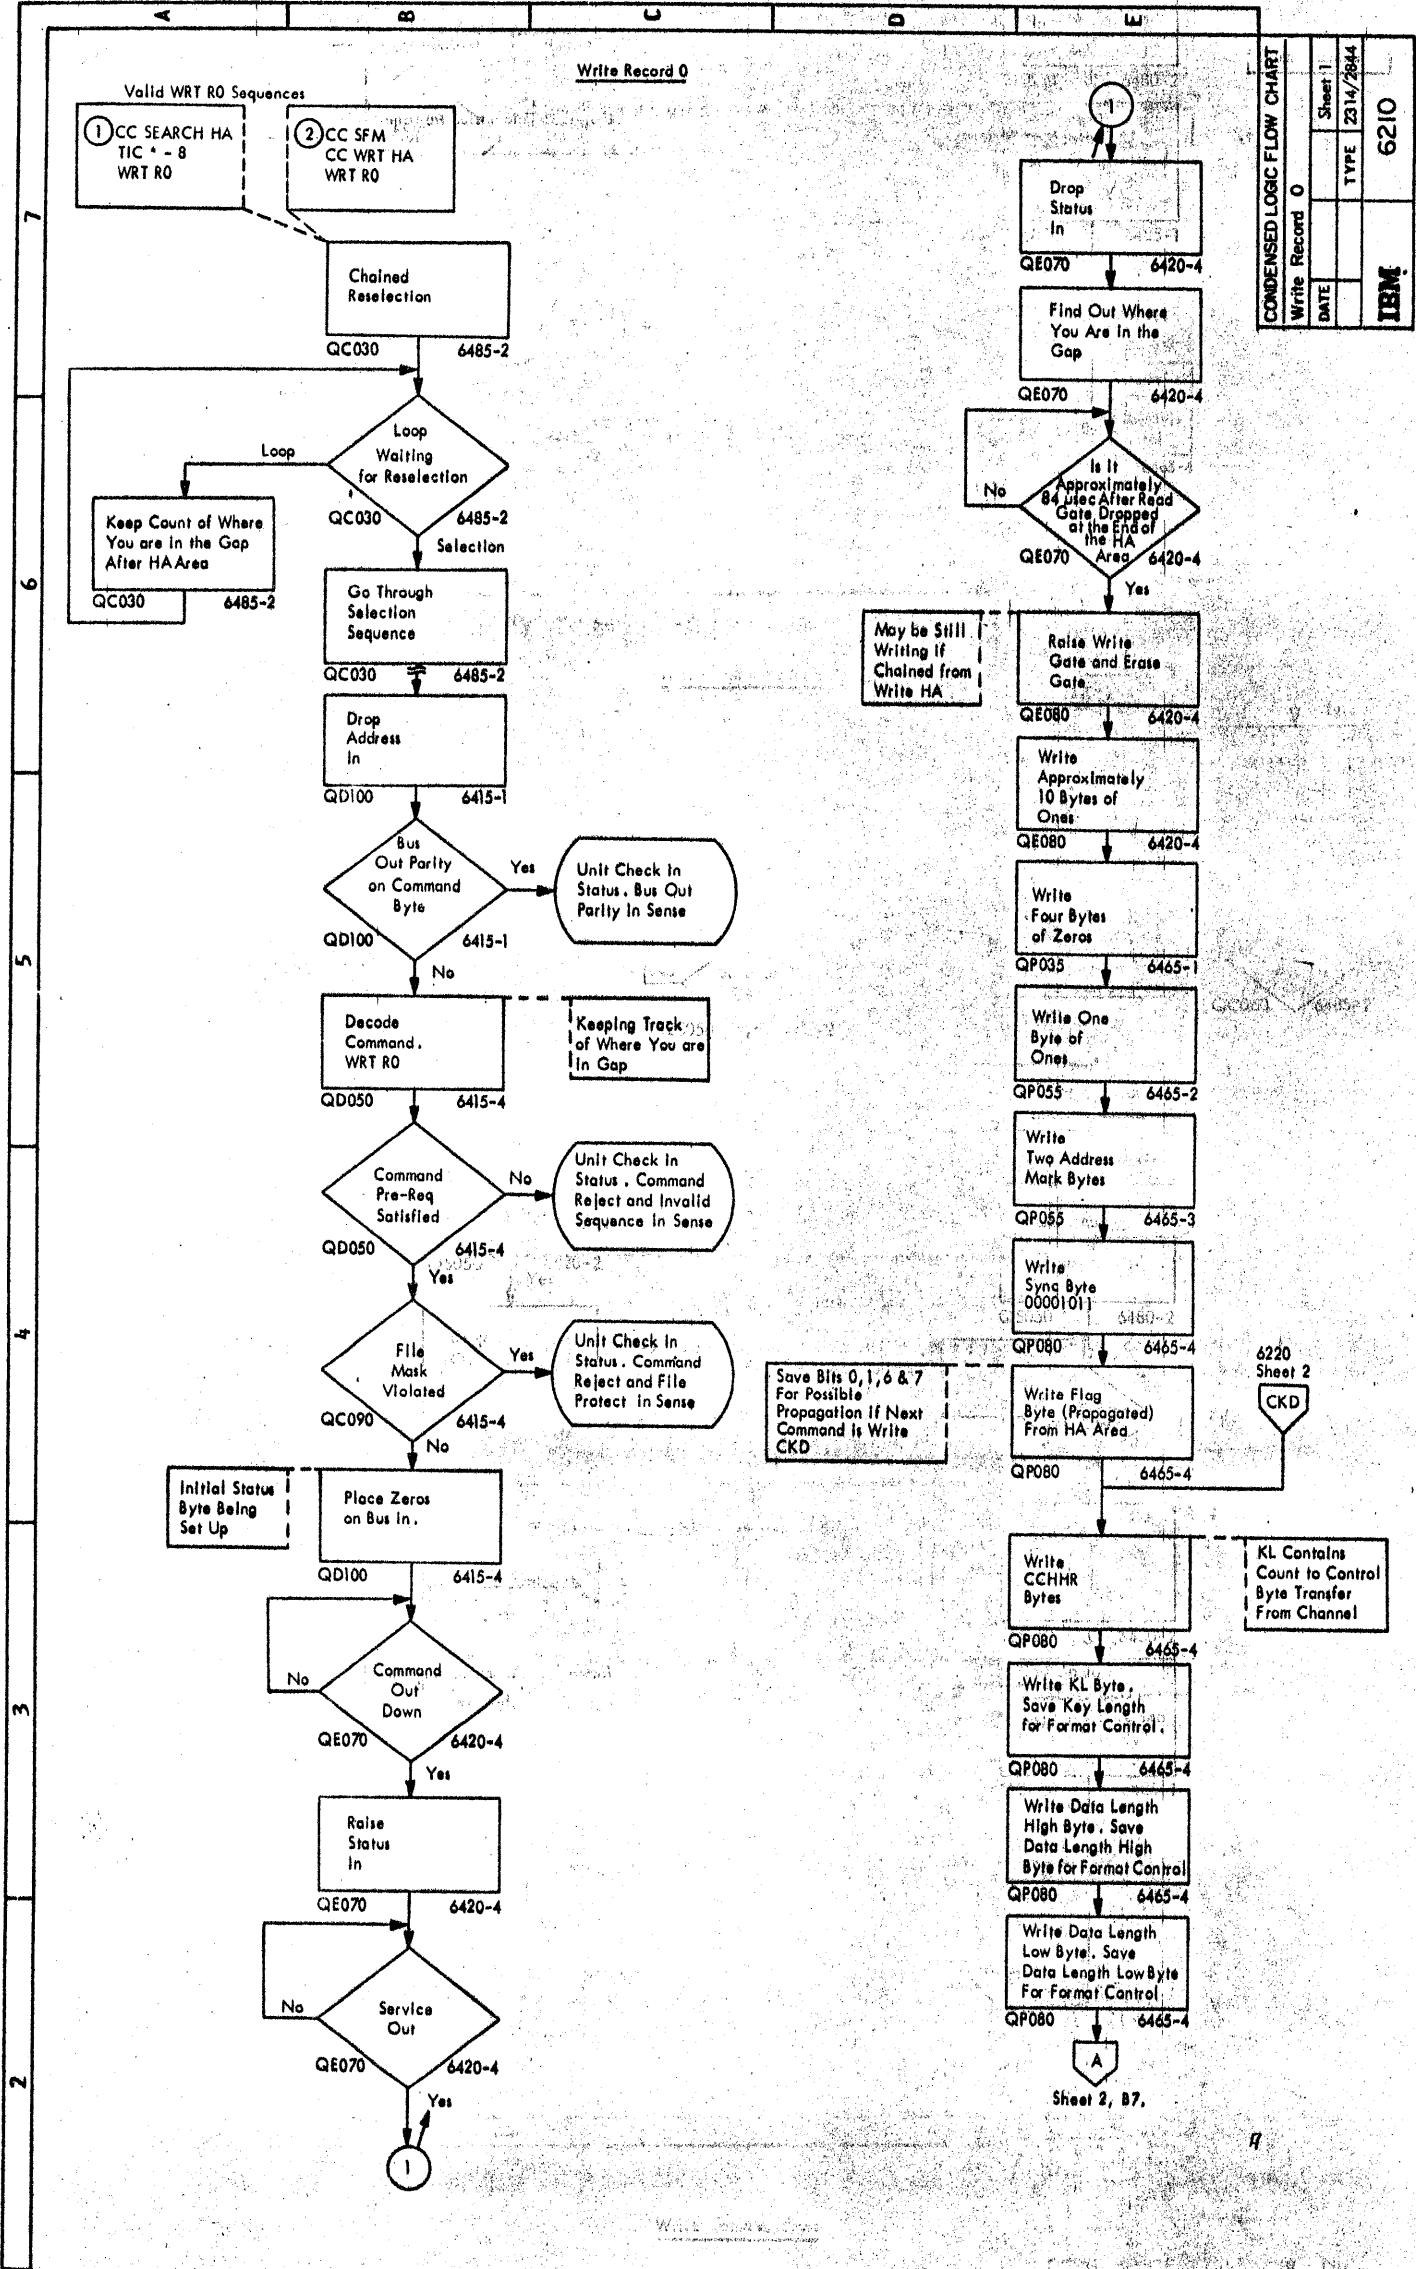 A
B
C
D
E
7
6
5
4
3
2
CONDENSED LOGIC FLOW CHART
Write Record 0
Sheet 1
DATE
TYPE 2314/2844
IBM
6210
Write Record 0
Valid WRT R0 Sequences
1 CC SEARCH HA
TIC * - 8
WRT R0
2 CC SFM
CC WRT HA
WRT R0
Chained
Reselection
QC030 6485-2
Loop
Waiting
for Reselection
QC030 6485-2
Loop
Keep Count of Where
You are in the Gap
After HA Area
QC030 6485-2
Selection
Go Through
Selection
Sequence
QC030 6485-2
Drop
Address
In
QD100 6415-1
Bus
Out Parity
on Command
Byte
QD100 6415-1
Yes
Unit Check in
Status. Bus Out
Parity in Sense
No
Decode
Command.
WRT R0
QD050 6415-4
Keeping Track
of Where You are
in Gap
Command
Pre-Req
Satisfied
QD050 6415-4
No
Unit Check in
Status. Command
Reject and Invalid
Sequence in Sense
Yes
File
Mask
Violated
QC090 6415-4
Yes
Unit Check in
Status. Command
Reject and File
Protect in Sense
No
Initial Status
Byte Being
Set Up
Place Zeros
on Bus In.
QD100 6415-4
Command
Out
Down
No
QE070 6420-4
Yes
Raise
Status
In
QE070 6420-4
Service
Out
No
QE070 6420-4
Yes
1
1
Drop
Status
In
QE070 6420-4
Find Out Where
You Are in the
Gap
QE070 6420-4
Is It
Approximately
84 usec After Read
Gate Dropped
at the End of
the HA
Area
No
QE070 6420-4
Yes
May be Still
Writing if
Chained from
Write HA
Raise Write
Gate and Erase
Gate
QE080 6420-4
Write
Approximately
10 Bytes of
Ones
QE080 6420-4
Write
Four Bytes
of Zeros
QP035 6465-1
Write One
Byte of
Ones
QP055 6465-2
Write
Two Address
Mark Bytes
QP055 6465-3
Write
Sync Byte
00001011
QP080 6465-4
Save Bits 0,1,6 & 7
For Possible
Propagation if Next
Command is Write
CKD
Write Flag
Byte (Propagated)
From HA Area
QP080 6465-4
6220
Sheet 2
CKD
Write
CCHMR
Bytes
QP080 6465-4
KL Contains
Count to Control
Byte Transfer
From Channel
Write KL Byte.
Save Key Length
for Format Control.
QP080 6465-4
Write Data Length
High Byte. Save
Data Length High
Byte for Format Control
QP080 6465-4
Write Data Length
Low Byte. Save
Data Length Low Byte
For Format Control
QP080 6465-4
A
Sheet 2, B7.